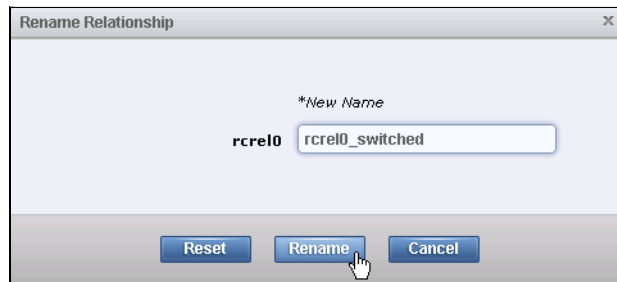 Rename Relationship x
*New Name
rcrel0 rcrel0_switched
Reset Rename Cancel